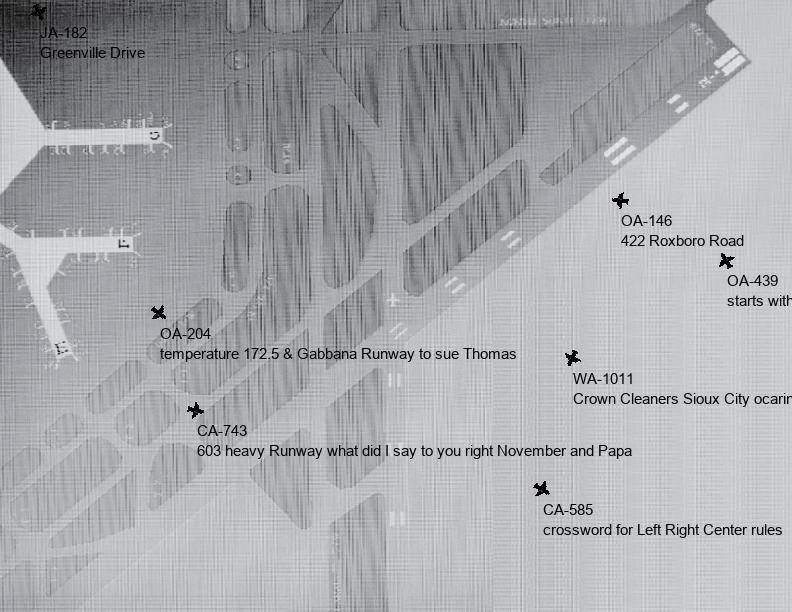 JA-182
Greenville Drive
G
F
OA-146
422 Roxboro Road
OA-439
starts with
OA-204
temperature 172.5 & Gabbana Runway to sue Thomas
WA-1011
Crown Cleaners Sioux City ocarin
CA-743
603 heavy Runway what did I say to you right November and Papa
CA-585
crossword for Left Right Center rules